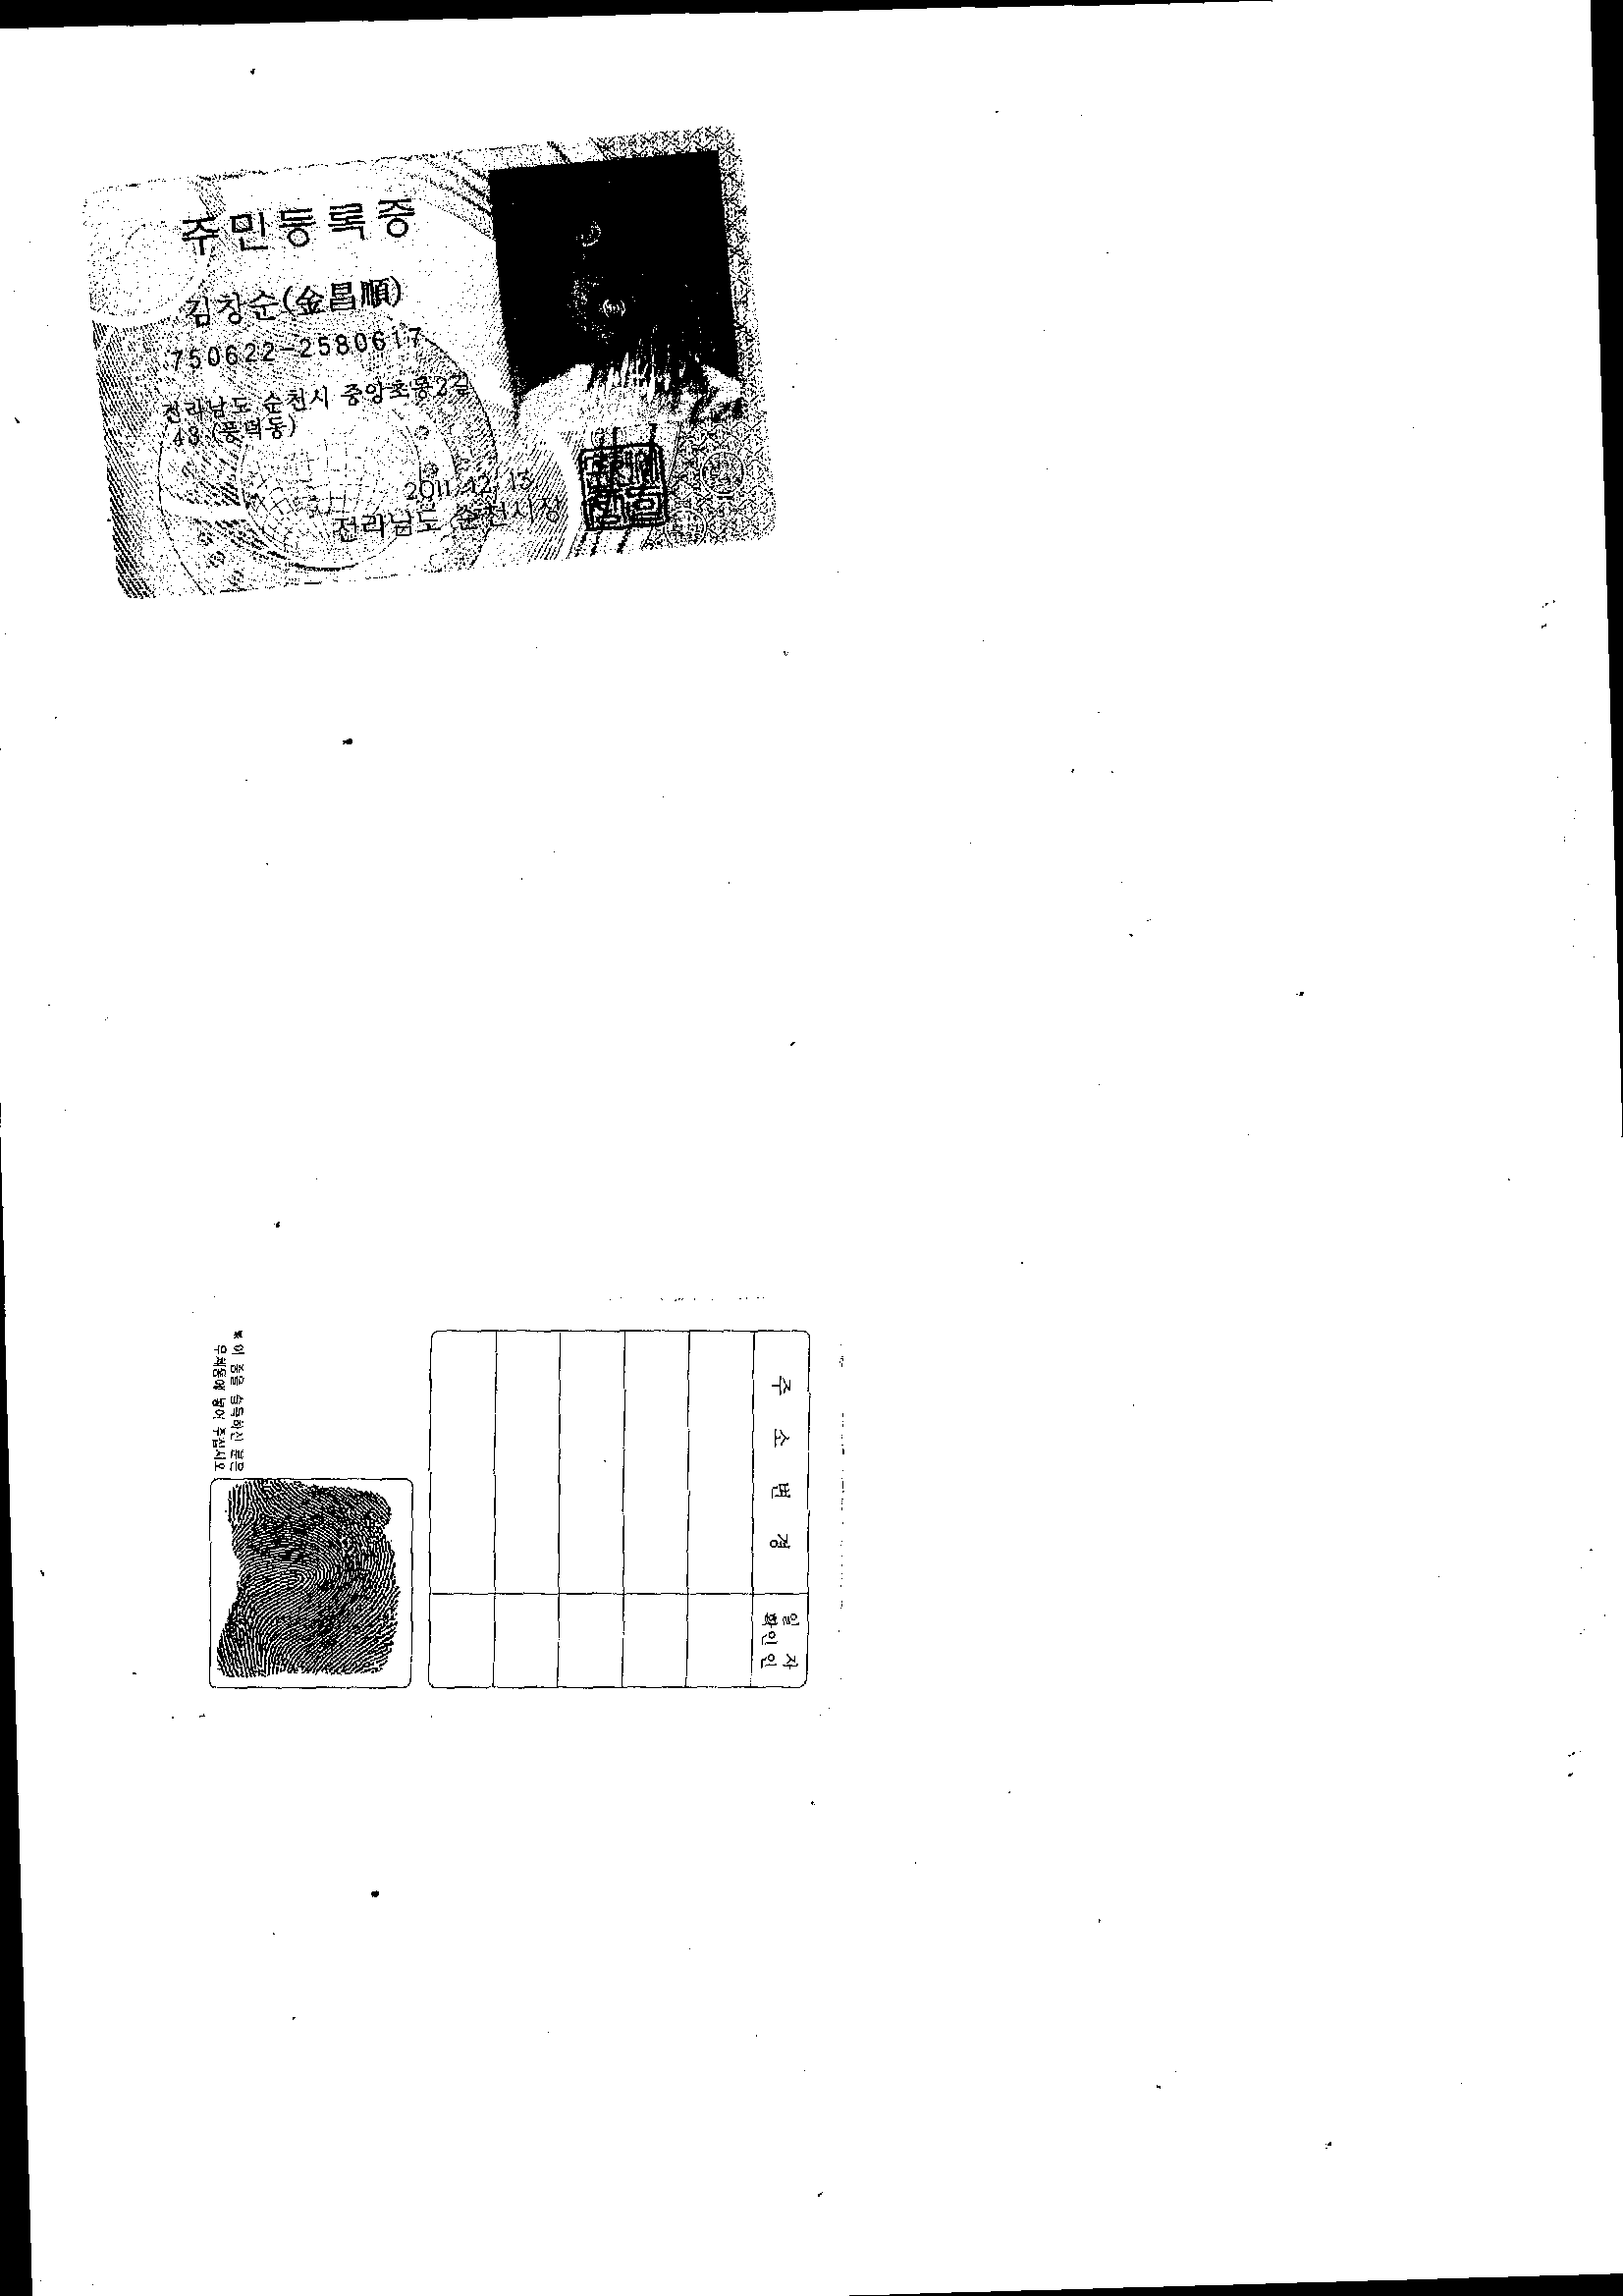 주민등록증
김창순(金昌順)
750622-2580617
전라남도 순천시 중앙초등2길
43 (풍덕동)
2011.12.13
전라남도 순천시장
※ 이 증을 습득하신 분은
우체통에 넣어 주십시오
주 소 변 동
일 자
확인인